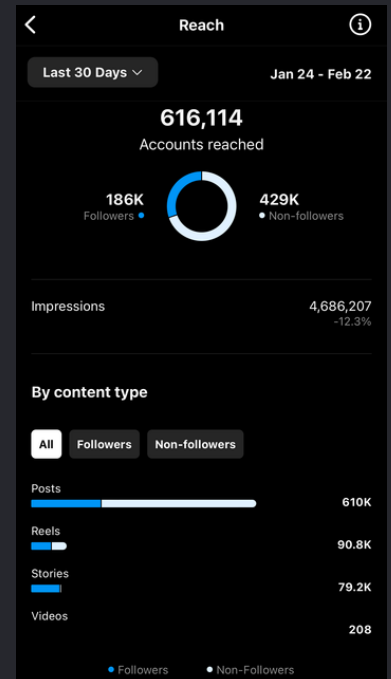 Reach
Last 30 Days
Jan 24 - Feb 22
616,114
Accounts reached
186K
Followers
429K
Non-followers
Impressions
4,686,207
-12.3%
By content type
All
Followers
Non-followers
Posts
610K
Reels
90.8K
Stories
79.2K
Videos
208
Followers
Non-Followers